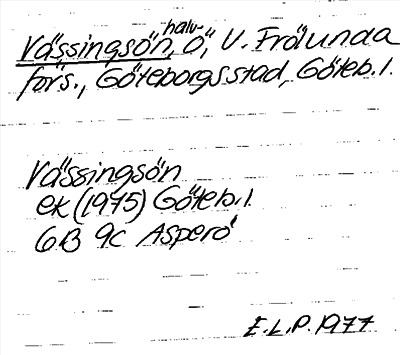 Vässingsön, halv-ö, V. Frölunda
förs., Göteborgs stad, Göteb. l.
Vässingsön
ek (1975) Göteb. l.
6B 9c Asperö
E.L.P. 1977